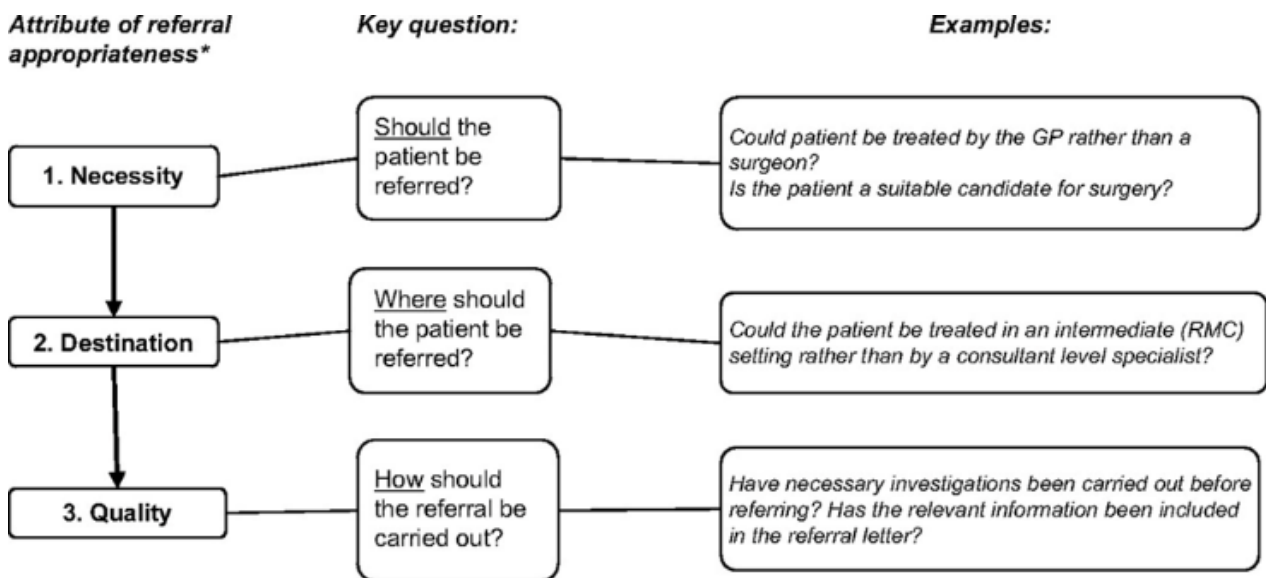 Attribute of referral
appropriateness*
Key question:
Examples:
1. Necessity
Should the
patient be
referred?
Could patient be treated by the GP rather than a
surgeon?
Is the patient a suitable candidate for surgery?
2. Destination
Where should
the patient be
referred?
Could the patient be treated in an intermediate (RMC)
setting rather than by a consultant level specialist?
3. Quality
How should
the referral be
carried out?
Have necessary investigations been carried out before
referring? Has the relevant information been included
in the referral letter?